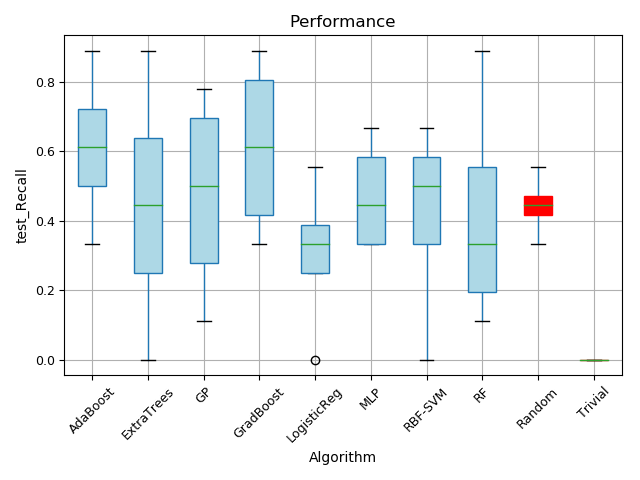 Performance
test_Recall
0.8
0.6
0.4
0.2
0.0
AdaBoost
ExtraTrees
GP
GradBoost
LogisticReg
MLP
RBF-SVM
RF
Random
Trivial
Algorithm